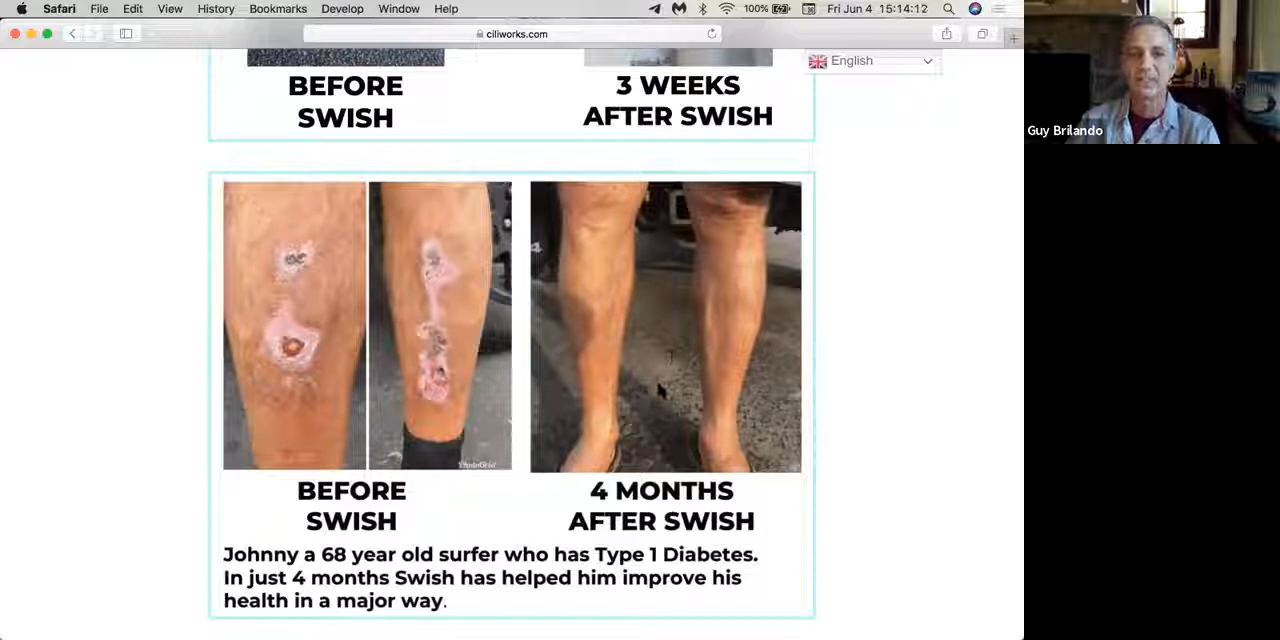 Safari File Edit View History Bookmarks Develop Window Help 100% Fri Jun 4 15:14:12
ciliworks.com
English
BEFORE
SWISH
3 WEEKS
AFTER SWISH
Guy Brilando
BEFORE
SWISH
4 MONTHS
AFTER SWISH
Johnny a 68 year old surfer who has Type 1 Diabetes.
In just 4 months Swish has helped him improve his
health in a major way.